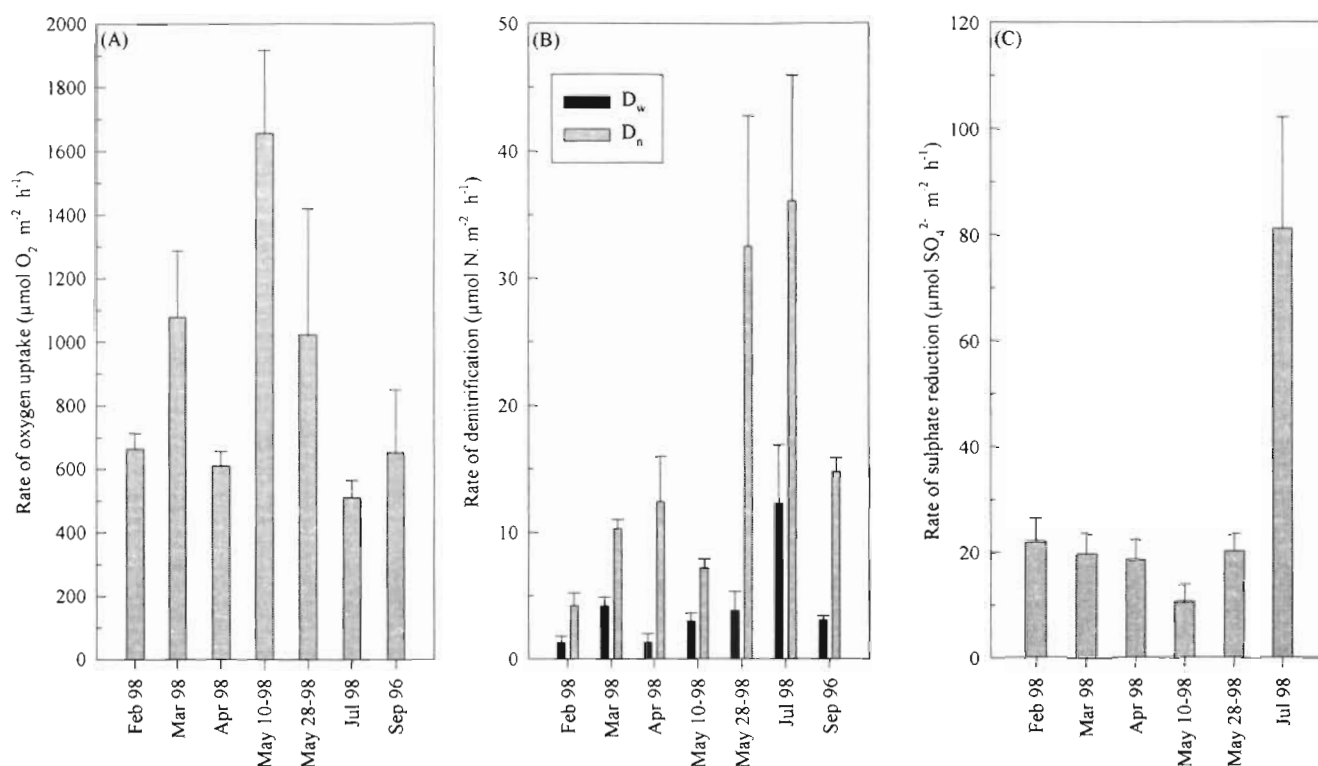 (A)
Rate of oxygen uptake (μmol O₂ m⁻² h⁻¹)
2000
1800
1600
1400
1200
1000
800
600
400
200
0
Feb 98
Mar 98
Apr 98
May 10-98
May 28-98
Jul 98
Sep 96
(B)
D_w
D_n
Rate of denitrification (μmol N. m⁻² h⁻¹)
50
40
30
20
10
0
Feb 98
Mar 98
Apr 98
May 10-98
May 28-98
Jul 98
Sep 96
(C)
Rate of sulphate reduction (μmol SO₄²⁻ m⁻² h⁻¹)
120
100
80
60
40
20
0
Feb 98
Mar 98
Apr 98
May 10-98
May 28-98
Jul 98